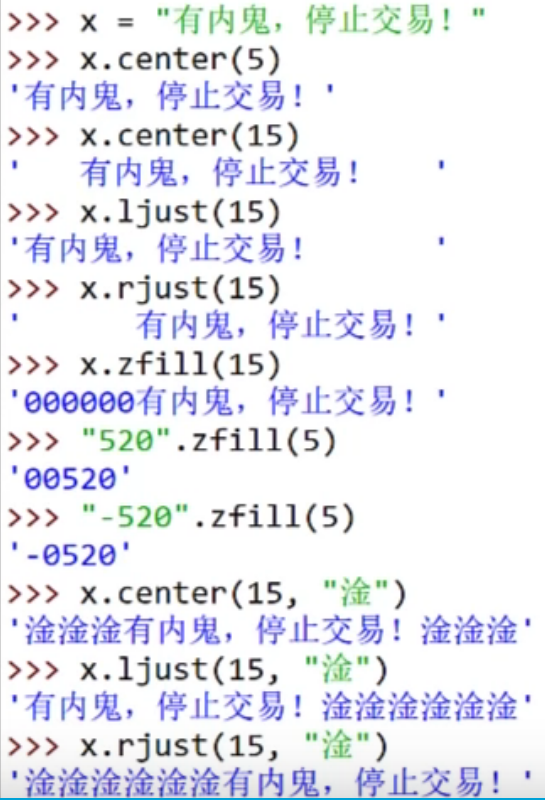 >>> x = "有内鬼，停止交易！"
>>> x.center(5)
'有内鬼，停止交易！'
>>> x.center(15)
'   有内鬼，停止交易！   '
>>> x.ljust(15)
'有内鬼，停止交易！      '
>>> x.rjust(15)
'      有内鬼，停止交易！'
>>> x.zfill(15)
'000000有内鬼，停止交易！'
>>> "520".zfill(5)
'00520'
>>> "-520".zfill(5)
'-0520'
>>> x.center(15, "淦")
'淦淦淦有内鬼，停止交易！淦淦淦'
>>> x.ljust(15, "淦")
'有内鬼，停止交易！淦淦淦淦淦淦'
>>> x.rjust(15, "淦")
'淦淦淦淦淦淦有内鬼，停止交易！'